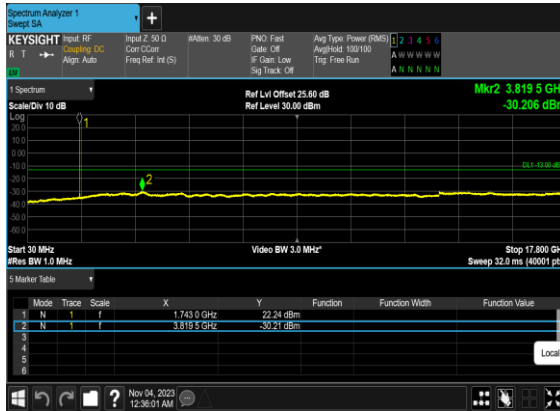 Spectrum Analyzer 1
Swept SA
+
KEYSIGHT Input: RF Input Z: 50 Ω #Atten: 30 dB PNO: Fast Avg Type: Power (RMS) 1 2 3 4 5 6
R T Coupling: DC Corr CCorr Gate: Off Avg|Hold: 100/100 A W W W W W
Align: Auto Freq Ref: Int (S) IF Gain: Low Trig: Free Run
Sig Track: Off A N N N N N
1 Spectrum Ref Lvl Offset 25.60 dB Mkr2 3.819 5 GH
Scale/Div 10 dB Ref Level 30.00 dBm -30.206 dBm
Log
20.0
10.0
0.00
-10.0
-20.0
-30.0
-40.0
-50.0
-60.0
1
2
DL1 -13.00 dB
Start 30 MHz Video BW 3.0 MHz* Stop 17.800 GH
#Res BW 1.0 MHz Sweep 32.0 ms (40001 pt
5 Marker Table
Mode Trace Scale X Y Function Function Width Function Value
1 N 1 f 1.743 0 GHz 22.24 dBm
2 N 1 f 3.819 5 GHz -30.21 dBm
3
4
5
6
Local
? Nov 04, 2023
12:36:01 AM